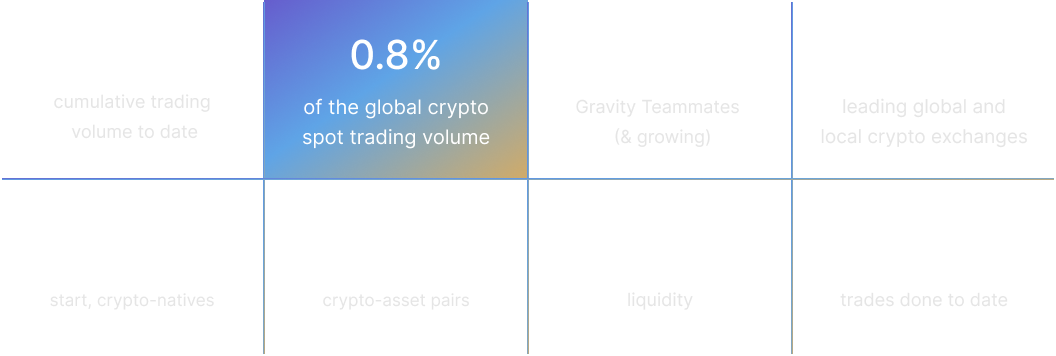 cumulative trading
volume to date
0.8%
of the global crypto
spot trading volume
Gravity Teammates
(& growing)
leading global and
local crypto exchanges
start, crypto-natives
crypto-asset pairs
liquidity
trades done to date